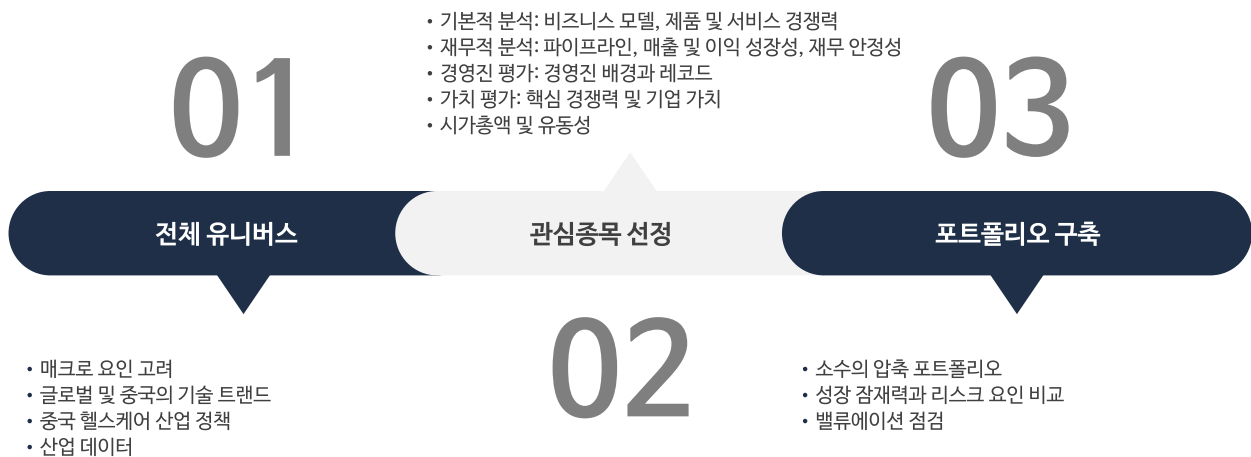 01
전체 유니버스
• 매크로 요인 고려
• 글로벌 및 중국의 기술 트랜드
• 중국 헬스케어 산업 정책
• 산업 데이터
• 기본적 분석: 비즈니스 모델, 제품 및 서비스 경쟁력
• 재무적 분석: 파이프라인, 매출 및 이익 성장성, 재무 안정성
• 경영진 평가: 경영진 배경과 레코드
• 가치 평가: 핵심 경쟁력 및 기업 가치
• 시가총액 및 유동성
관심종목 선정
02
03
포트폴리오 구축
• 소수의 압축 포트폴리오
• 성장 잠재력과 리스크 요인 비교
• 밸류에이션 점검